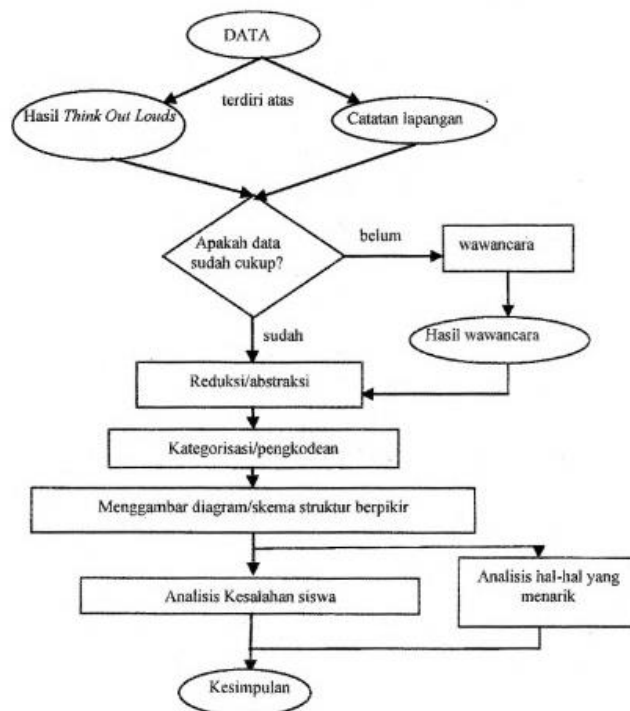 DATA
terdiri atas
Hasil Think Out Louds
Catatan lapangan
Apakah data
sudah cukup?
belum
wawancara
Hasil wawancara
sudah
Reduksi/abstraksi
Kategorisasi/pengkodean
Menggambar diagram/skema struktur berpikir
Analisis Kesalahan siswa
Analisis hal-hal yang
menarik
Kesimpulan